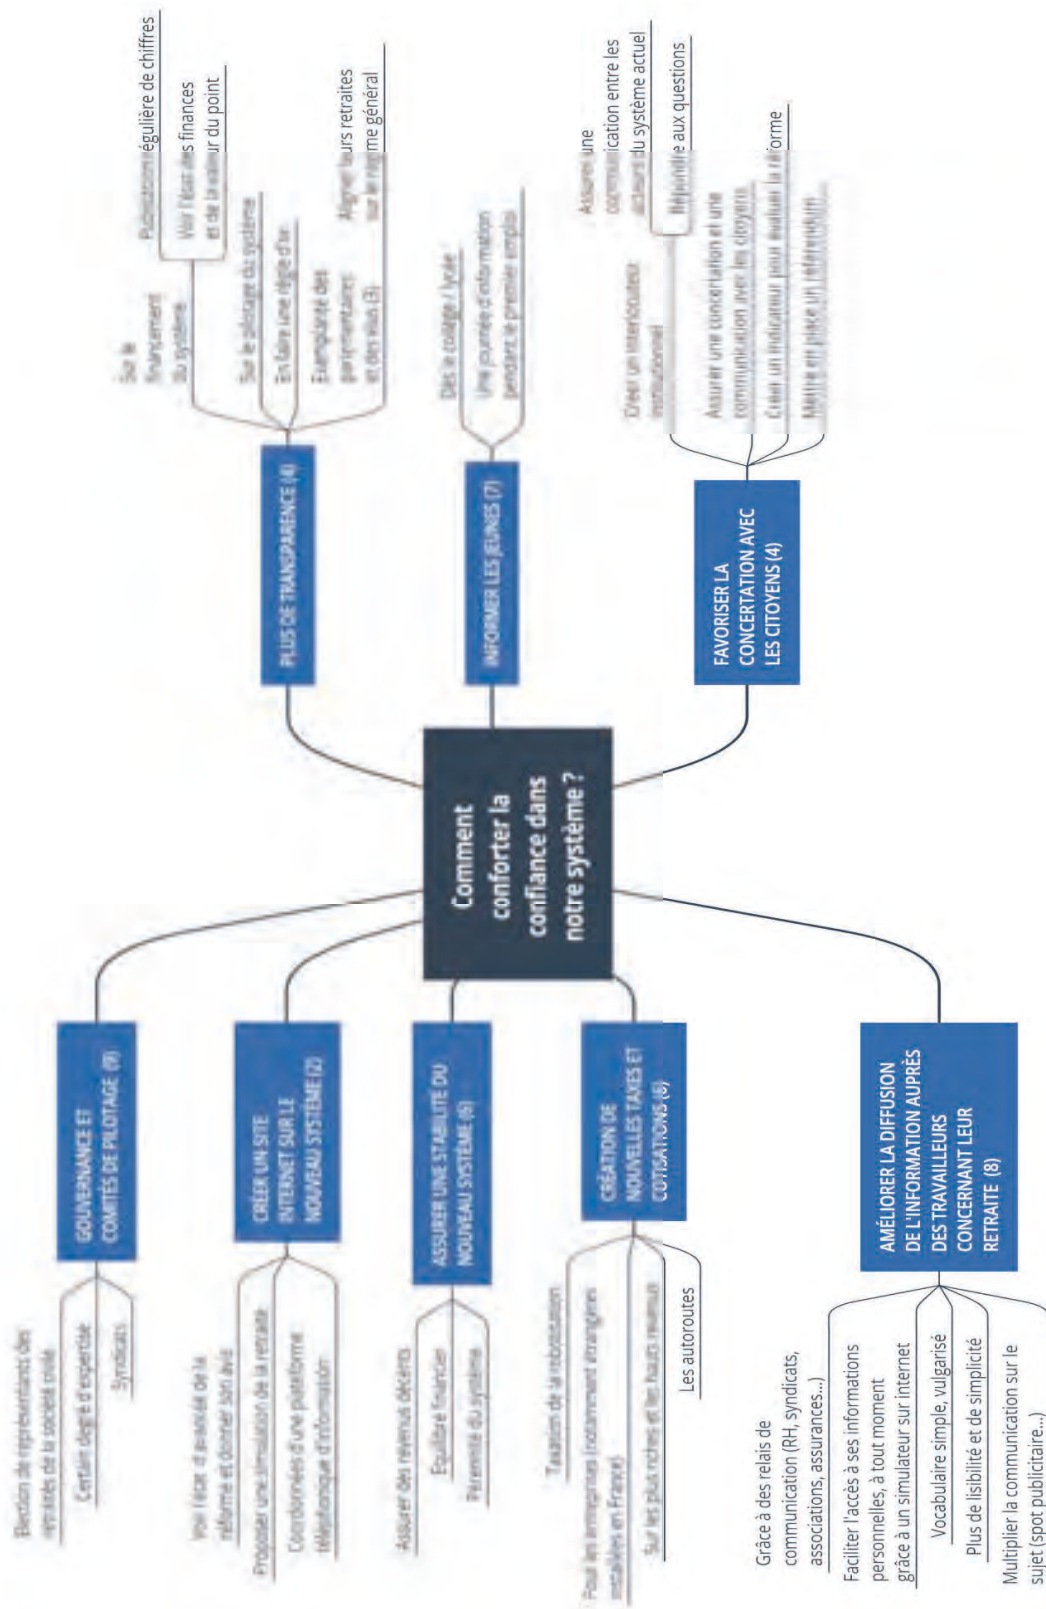 Comment
conforter la
confiance dans
notre système ?
GOUVERNANCE ET
COMITÉS DE PILOTAGE (9)
Election de représentants des
retraités de la société civile
Certain degré d'expertise
Syndicats
CRÉER UN SITE
INTERNET SUR LE
NOUVEAU SYSTÈME (2)
Voir l'état d'avancée de la
réforme et donner son avis
Proposer une simulation de la retraite
Coordonnées d'une plateforme
téléphonique d'information
ASSURER UNE STABILITÉ DU
NOUVEAU SYSTÈME (6)
Assurer des revenus décents
Equilibre financier
Pérennité du système
CRÉATION DE
NOUVELLES TAXES ET
COTISATIONS (6)
Taxation de la robotisation
Pour les entreprises (notamment étrangères
installées en France)
Sur les plus riches et les hauts revenus
Les autoroutes
AMÉLIORER LA DIFFUSION
DE L'INFORMATION AUPRÈS
DES TRAVAILLEURS
CONCERNANT LEUR
RETRAITE (8)
Grâce à des relais de
communication (RH, syndicats,
associations, assurances...)
Faciliter l'accès à ses informations
personnelles, à tout moment
grâce à un simulateur sur internet
Vocabulaire simple, vulgarisé
Plus de lisibilité et de simplicité
Multiplier la communication sur le
sujet (spot publicitaire...)
PLUS DE TRANSPARENCE (4)
Sur le
financement
du système
Publication régulière de chiffres
Voir l'état des finances
et de la valeur du point
Sur le pilotage du système
En faire une règle d'or
Exemplarité des
parlementaires
et des élus (3)
Aligner leurs retraites
sur le régime général
INFORMER LES JEUNES (7)
Dès le collège / lycée
Une journée d'information
pendant le premier emploi
FAVORISER LA
CONCERTATION AVEC
LES CITOYENS (4)
Créer un interlocuteur
institutionnel
Assurer une
communication entre les
acteurs du système actuel
Répondre aux questions
Assurer une concertation et une
communication avec les citoyens
Créer un indicateur pour évaluer la réforme
Mettre en place un référendum